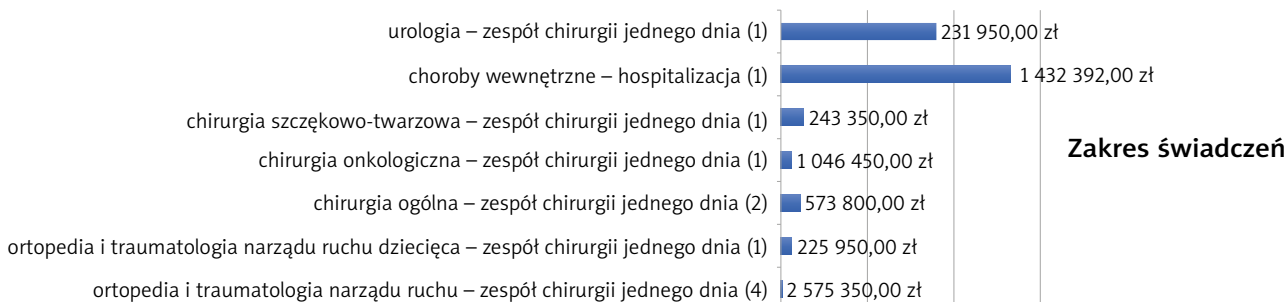 urologia – zespół chirurgii jednego dnia (1) 231 950,00 zł
choroby wewnętrzne – hospitalizacja (1) 1 432 392,00 zł
chirurgia szczękowo-twarzowa – zespół chirurgii jednego dnia (1) 243 350,00 zł
Zakres świadczeń
chirurgia onkologiczna – zespół chirurgii jednego dnia (1) 1 046 450,00 zł
chirurgia ogólna – zespół chirurgii jednego dnia (2) 573 800,00 zł
ortopedia i traumatologia narządu ruchu dziecięca – zespół chirurgii jednego dnia (1) 225 950,00 zł
ortopedia i traumatologia narządu ruchu – zespół chirurgii jednego dnia (4) 2 575 350,00 zł